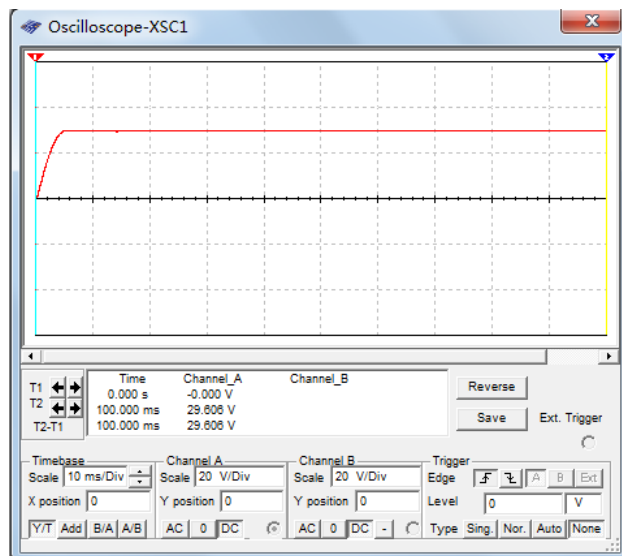 Oscilloscope-XSC1
1 2
Time Channel_A Channel_B
T1 0.000 s -0.000 V
T2 100.000 ms 29.606 V
T2-T1 100.000 ms 29.606 V
Reverse
Save Ext. Trigger
Timebase Channel A Channel B Trigger
Scale 10 ms/Div Scale 20 V/Div Scale 20 V/Div Edge A B Ext
X position 0 Y position 0 Y position 0 Level 0 V
Y/T Add B/A A/B AC 0 DC AC 0 DC - Type Sing. Nor. Auto None